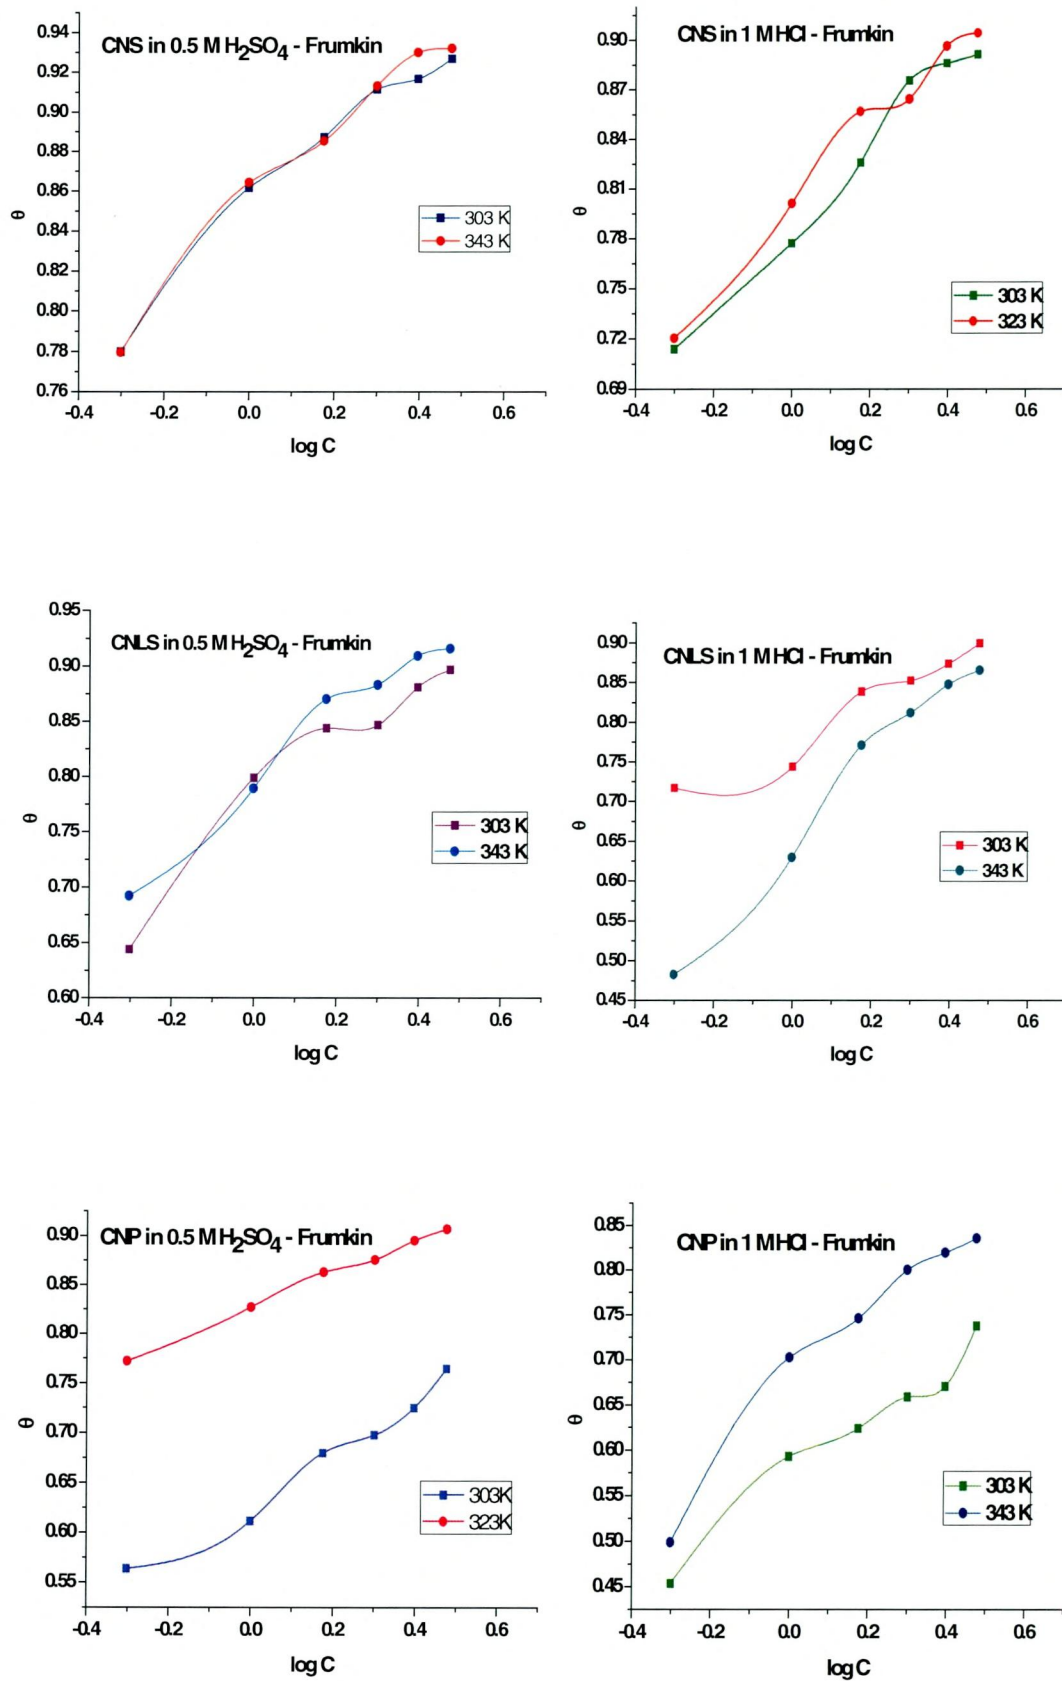 CNS in 0.5 M H₂SO₄ - Frumkin
0.94
0.92
0.90
0.88
0.86
0.84
0.82
0.80
0.78
0.76
θ
303 K
343 K
-0.4 -0.2 0.0 0.2 0.4 0.6
log C
CNS in 1 M HCl - Frumkin
0.90
0.87
0.84
0.81
0.78
0.75
0.72
0.69
θ
303 K
323 K
-0.4 -0.2 0.0 0.2 0.4 0.6
log C
CNLS in 0.5 M H₂SO₄ - Frumkin
0.95
0.90
0.85
0.80
0.75
0.70
0.65
0.60
θ
303 K
343 K
-0.4 -0.2 0.0 0.2 0.4 0.6
log C
CNLS in 1 M HCl - Frumkin
0.90
0.85
0.80
0.75
0.70
0.65
0.60
0.55
0.50
0.45
θ
303 K
343 K
-0.4 -0.2 0.0 0.2 0.4 0.6
log C
CNP in 0.5 M H₂SO₄ - Frumkin
0.90
0.85
0.80
0.75
0.70
0.65
0.60
0.55
θ
303K
323K
-0.4 -0.2 0.0 0.2 0.4 0.6
log C
CNP in 1 M HCl - Frumkin
0.85
0.80
0.75
0.70
0.65
0.60
0.55
0.50
0.45
θ
303 K
343 K
-0.4 -0.2 0.0 0.2 0.4 0.6
log C